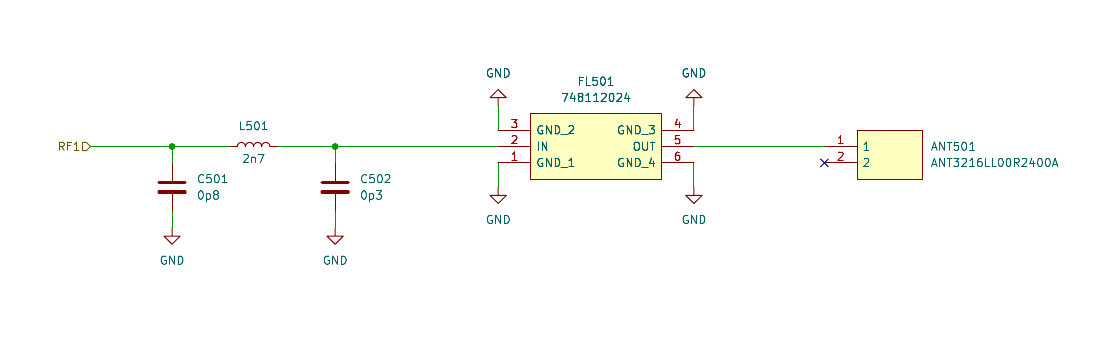 GND
GND
FL501
748112024
L501
2n7
RF1
C501
0p8
C502
0p3
3
2
1
GND_2
IN
GND_1
GND_3
OUT
GND_4
4
5
6
1
2
1
2
ANT501
ANT3216LL00R2400A
GND
GND
GND
GND